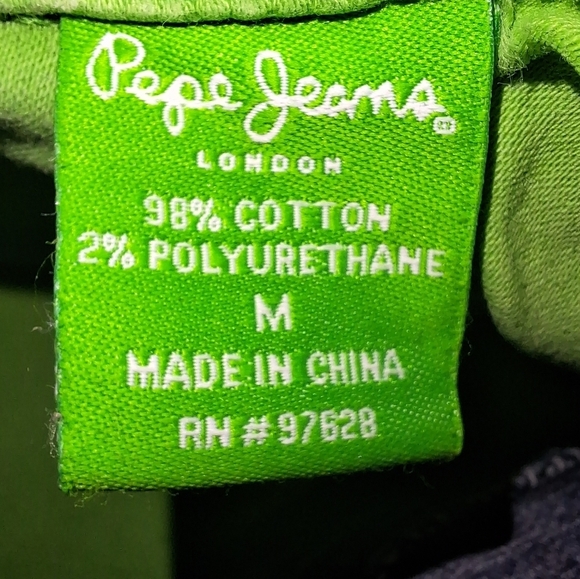 Pepe Jeans®
LONDON
98% COTTON
2% POLYURETHANE
M
MADE IN CHINA
RN # 97628